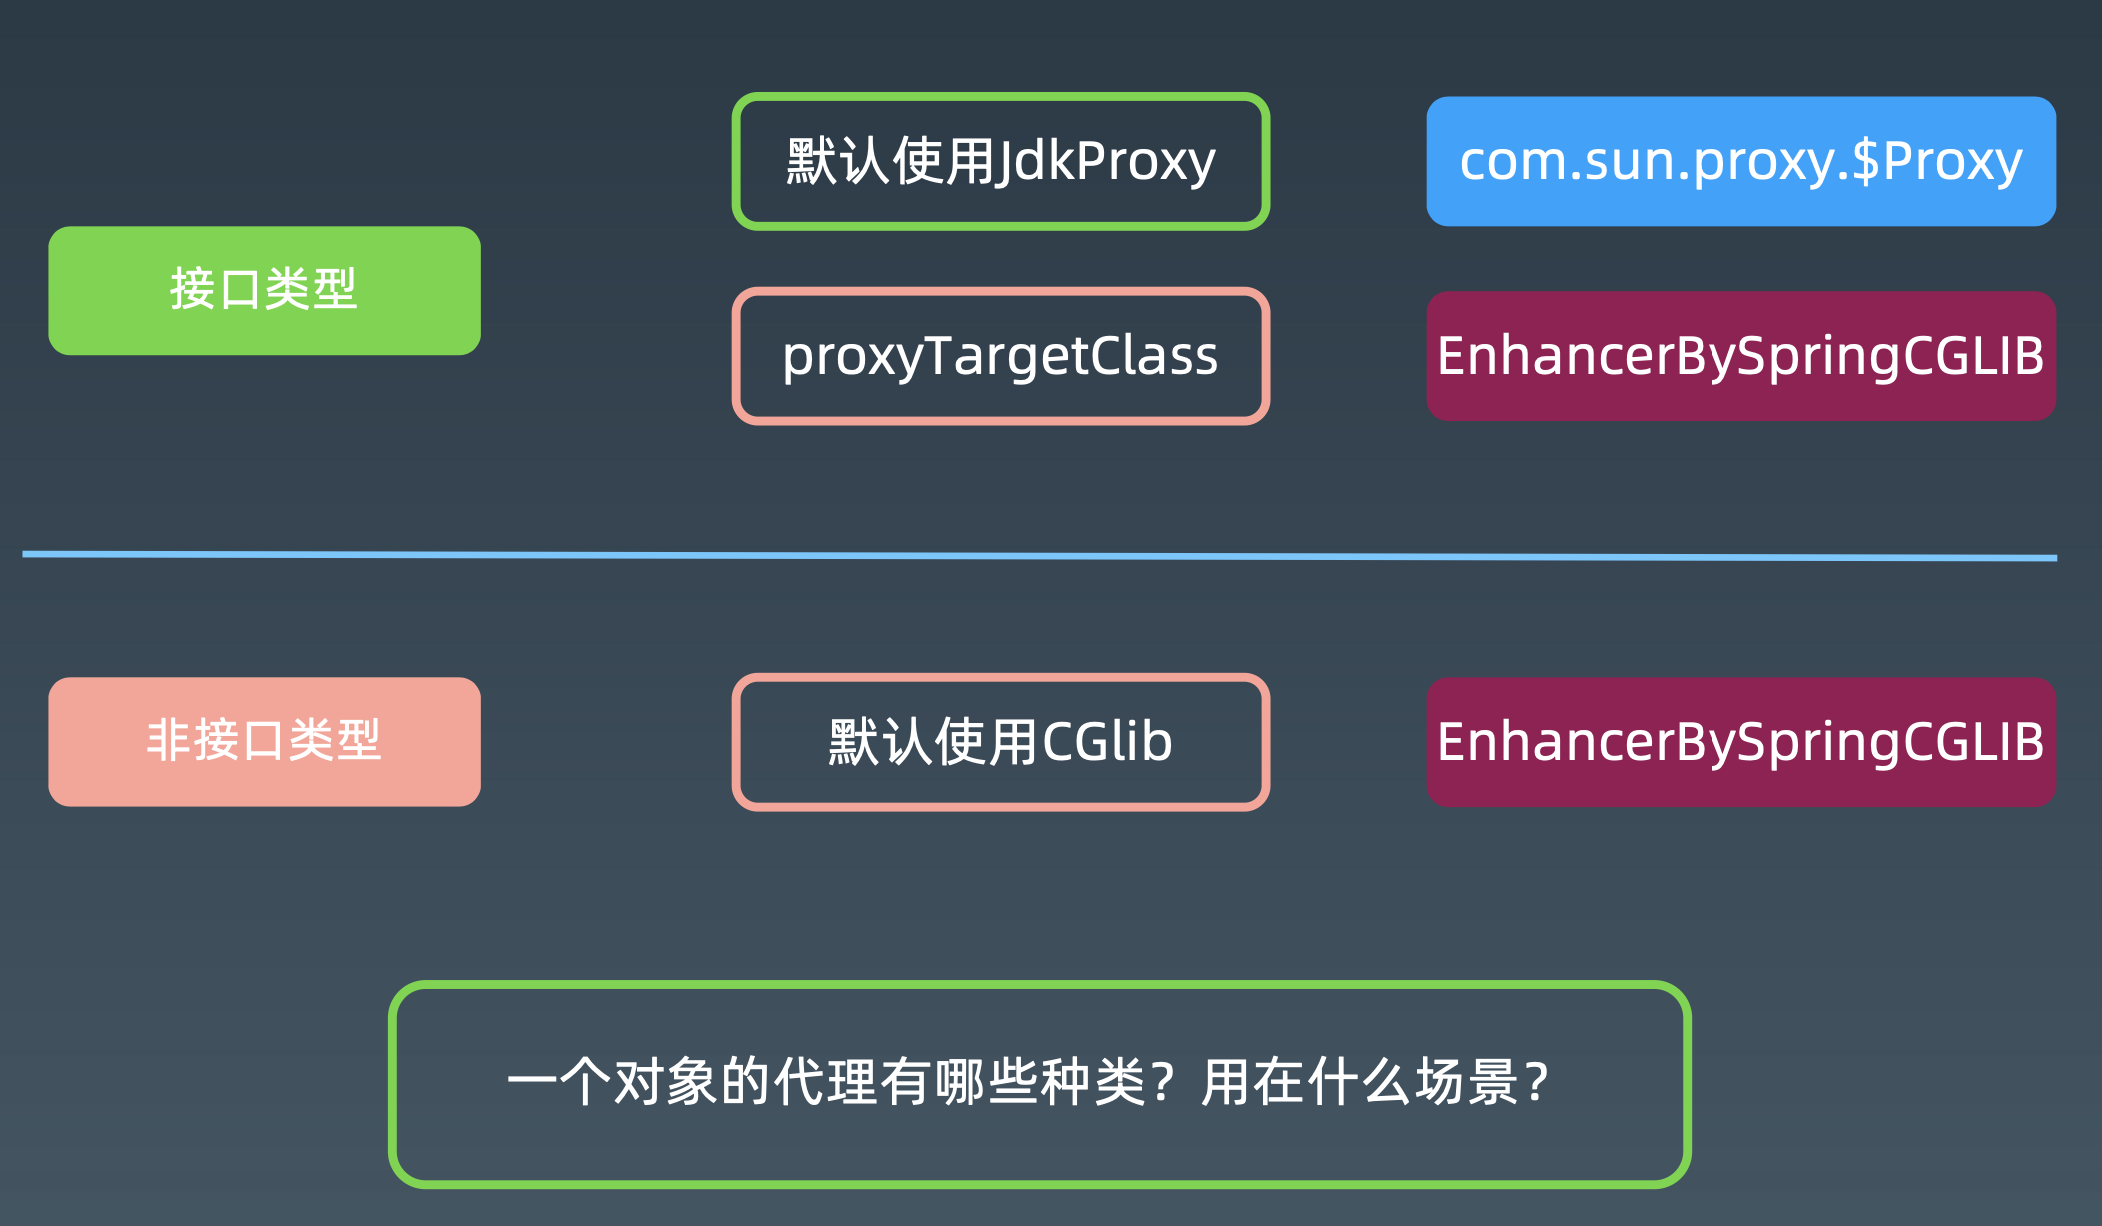 默认使用JdkProxy
com.sun.proxy.$Proxy
接口类型
proxyTargetClass
EnhancerBySpringCGLIB
非接口类型
默认使用CGlib
EnhancerBySpringCGLIB
一个对象的代理有哪些种类？用在什么场景？